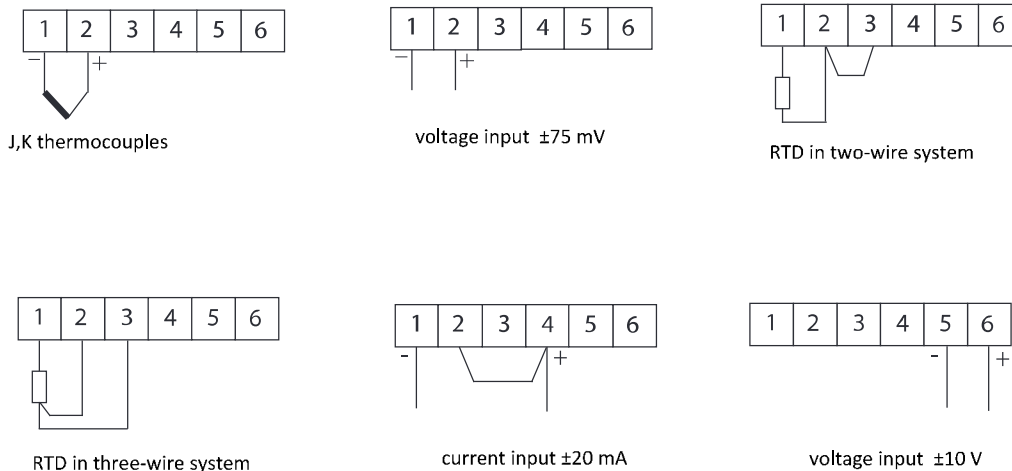 1 2 3 4 5 6
- +
J,K thermocouples
1 2 3 4 5 6
- +
voltage input ±75 mV
1 2 3 4 5 6
RTD in two-wire system
1 2 3 4 5 6
RTD in three-wire system
1 2 3 4 5 6
- +
current input ±20 mA
1 2 3 4 5 6
- +
voltage input ±10 V